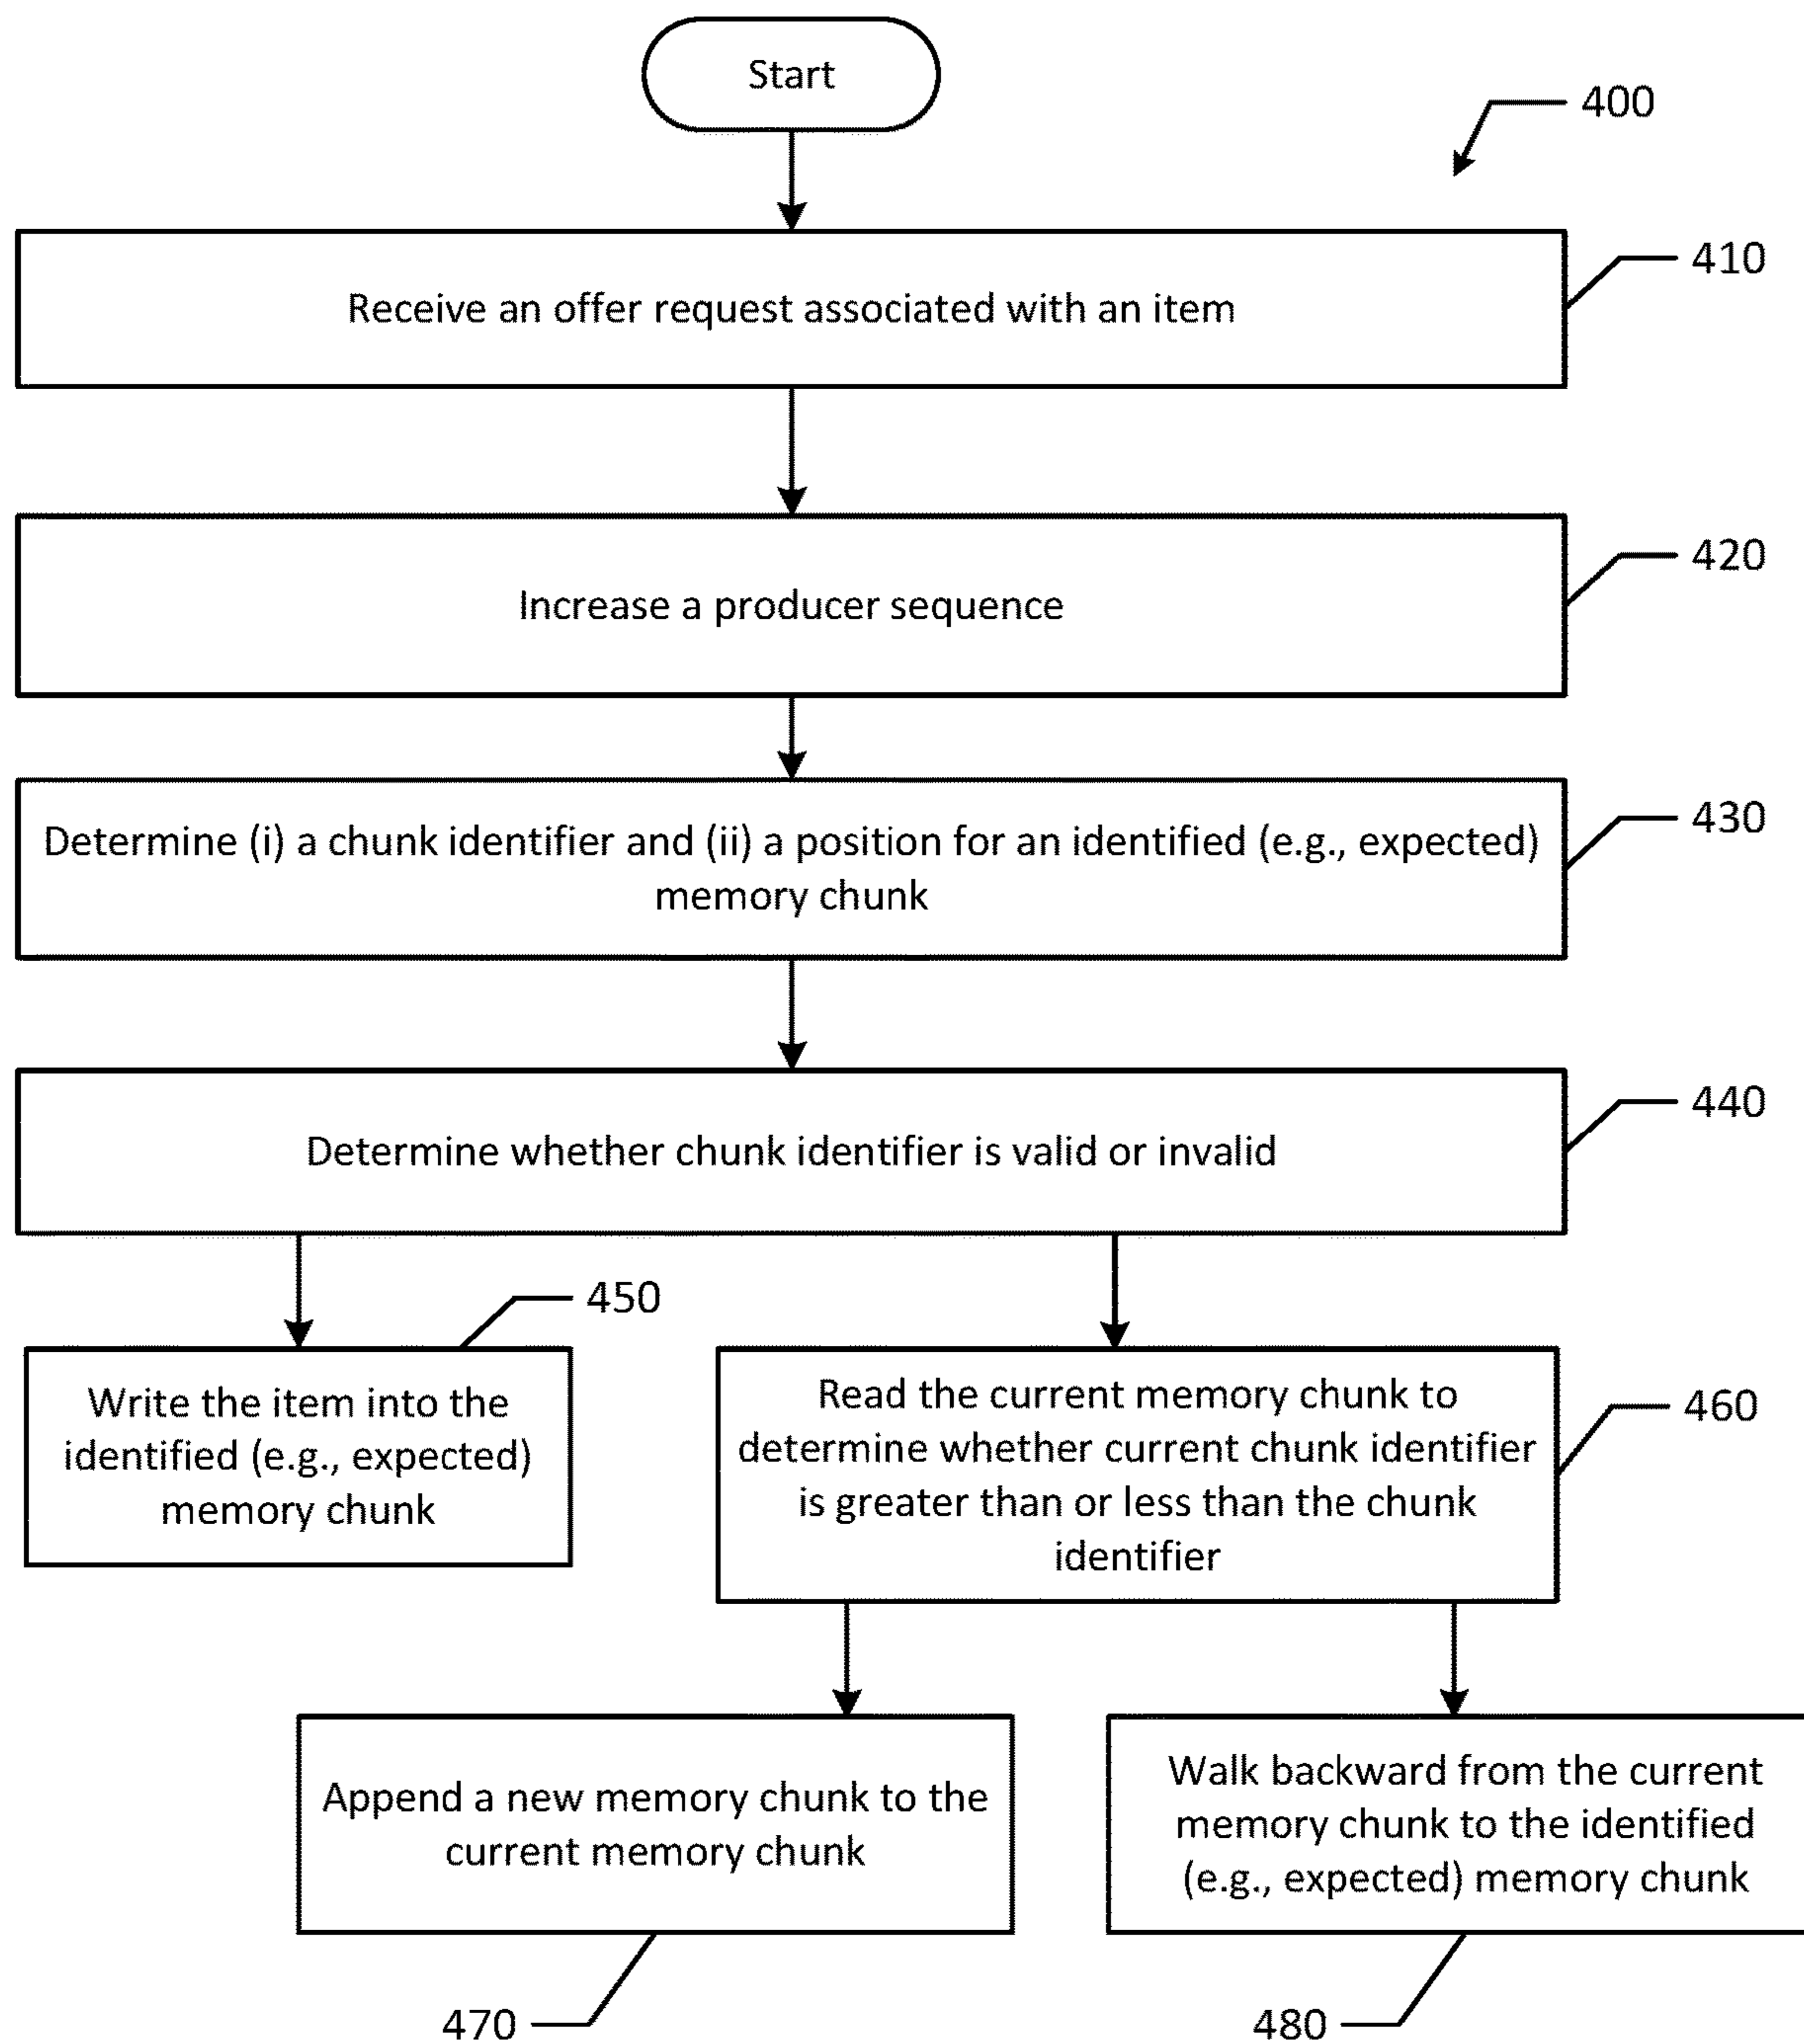 Start
400
410
Receive an offer request associated with an item
420
Increase a producer sequence
430
Determine (i) a chunk identifier and (ii) a position for an identified (e.g., expected)
memory chunk
440
Determine whether chunk identifier is valid or invalid
450
Write the item into the
identified (e.g., expected)
memory chunk
460
Read the current memory chunk to
determine whether current chunk identifier
is greater than or less than the chunk
identifier
Append a new memory chunk to the
current memory chunk
Walk backward from the current
memory chunk to the identified
(e.g., expected) memory chunk
470
480